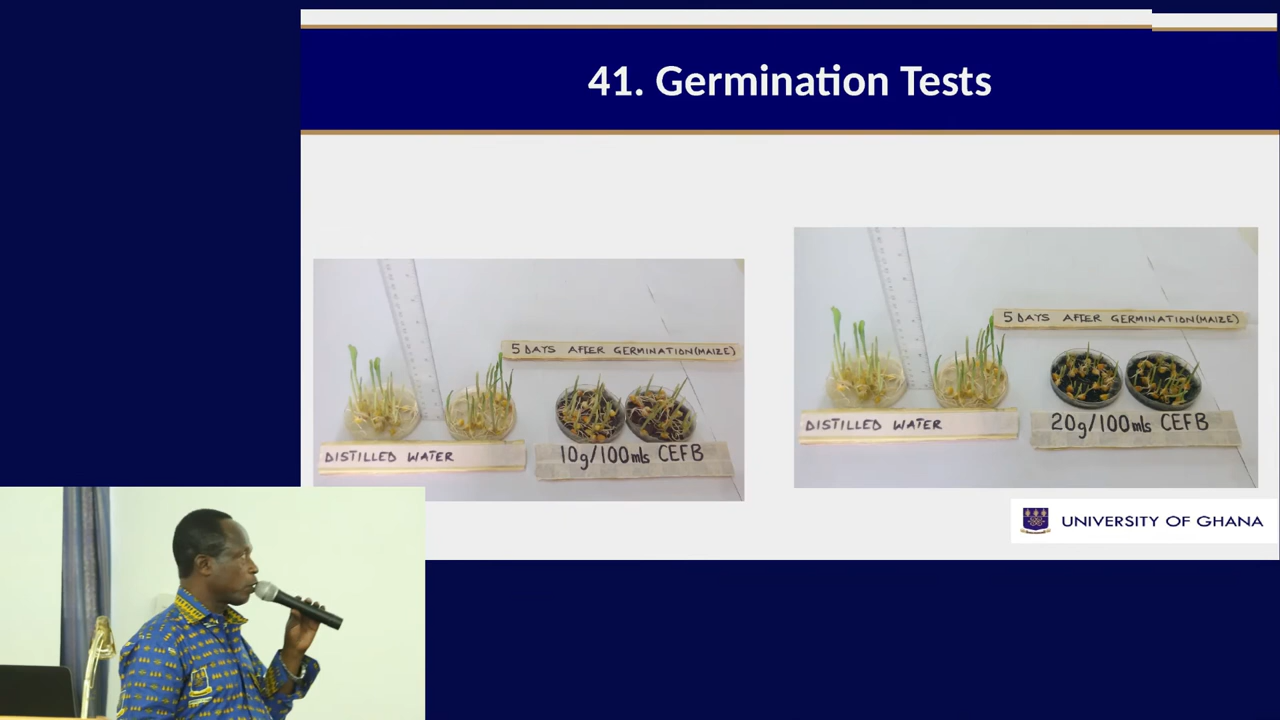 41. Germination Tests
5 DAYS AFTER GERMINATION(MAIZE)
DISTILLED WATER
10g/100mls CEFB
5 DAYS AFTER GERMINATION(MAIZE)
DISTILLED WATER
20g/100mls CEFB
UNIVERSITY OF GHANA